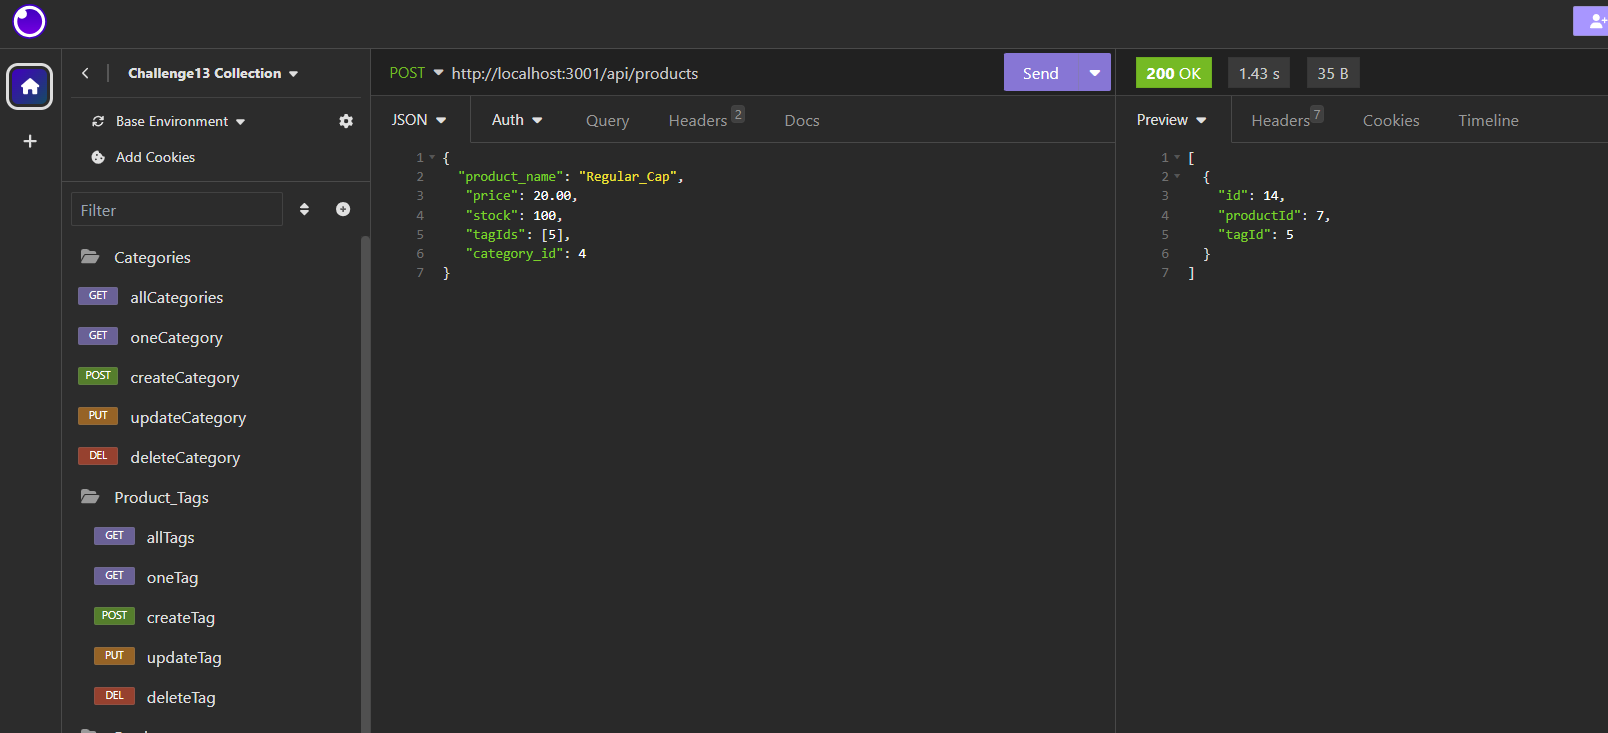 Challenge13 Collection
Base Environment
Add Cookies
Filter
Categories
GET allCategories
GET oneCategory
POST createCategory
PUT updateCategory
DEL deleteCategory
Product_Tags
GET allTags
GET oneTag
POST createTag
PUT updateTag
DEL deleteTag
POST http://localhost:3001/api/products Send
JSON Auth Query Headers 2 Docs
1 {
2 "product_name": "Regular_Cap",
3 "price": 20.00,
4 "stock": 100,
5 "tagIds": [5],
6 "category_id": 4
7 }
200 OK 1.43 s 35 B
Preview Headers 7 Cookies Timeline
1 [
2 {
3 "id": 14,
4 "productId": 7,
5 "tagId": 5
6 }
7 ]